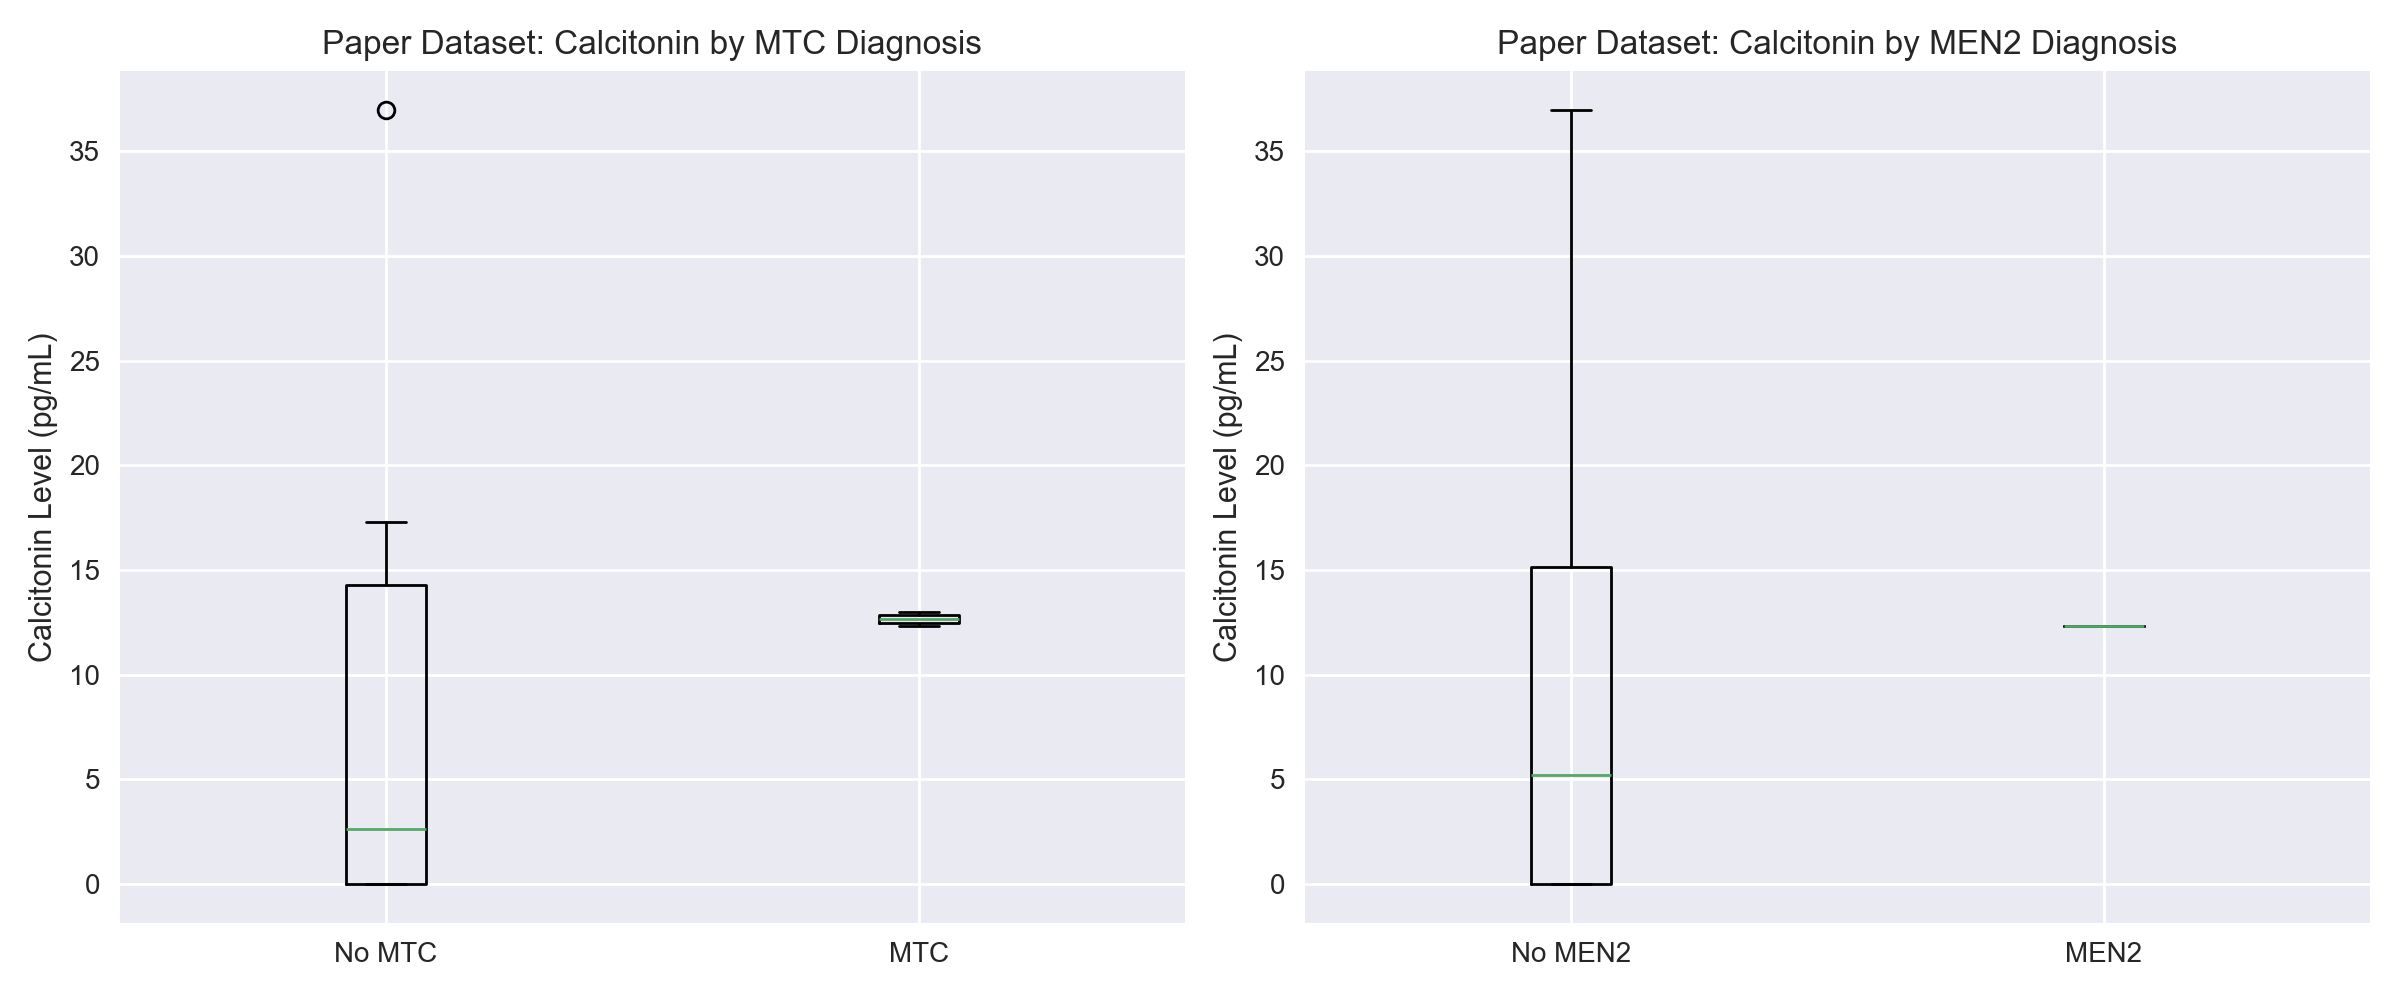 Paper Dataset: Calcitonin by MTC Diagnosis
Calcitonin Level (pg/mL)
35
30
25
20
15
10
5
0
No MTC
MTC
Paper Dataset: Calcitonin by MEN2 Diagnosis
Calcitonin Level (pg/mL)
35
30
25
20
15
10
5
0
No MEN2
MEN2